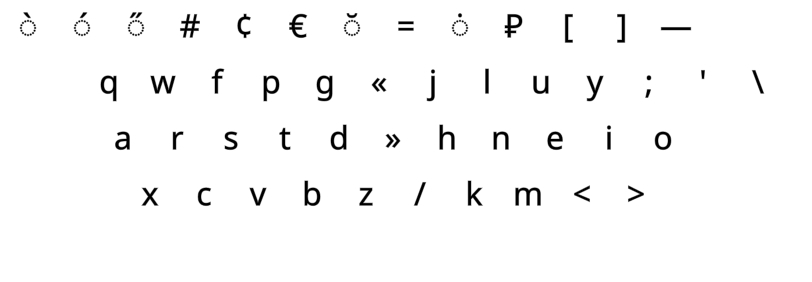 ◌̀ ◌́ ◌̋ # ¢ € ◌̆ = ◌̇ ₽ [ ] —
q w f p g « j l u y ; ' \
a r s t d » h n e i o
x c v b z / k m < >